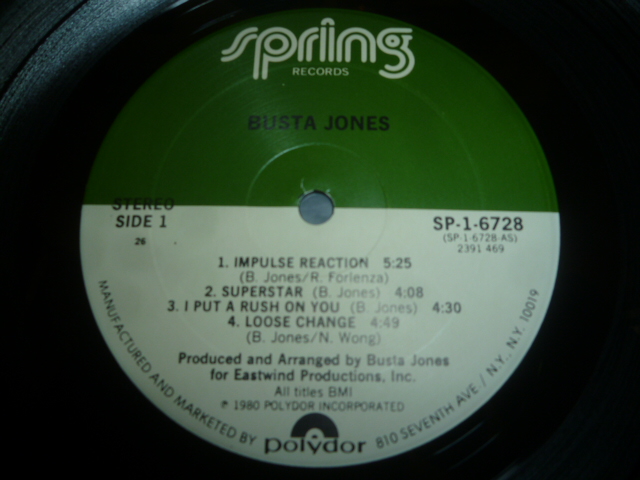 spring
RECORDS
BUSTA JONES
STEREO
SIDE 1
26
SP-1-6728
(SP-1-6728-AS)
2391 469
1. IMPULSE REACTION 5:25
(B. Jones/R. Forlenza)
2. SUPERSTAR (B. Jones) 4:08
3. I PUT A RUSH ON YOU (B. Jones) 4:30
4. LOOSE CHANGE 4:49
(B. Jones/N. Wong)
Produced and Arranged by Busta Jones
for Eastwind Productions, Inc.
All titles BMI
℗ 1980 POLYDOR INCORPORATED
MANUFACTURED AND MARKETED BY polydor 810 SEVENTH AVE / N.Y., N.Y. 10019